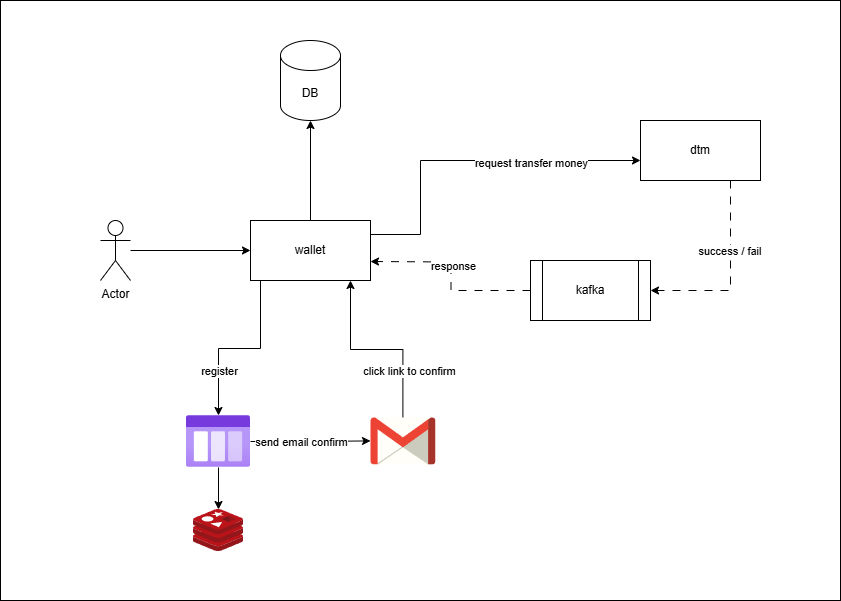 DB
dtm
request transfer money
wallet
success / fail
response
kafka
Actor
register
click link to confirm
send email confirm